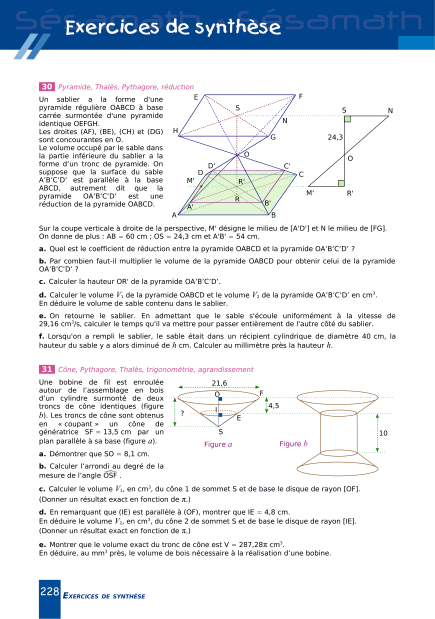 Sésamath
Sésamath
Exercices de synthèse
30 Pyramide, Thalès, Pythagore, réduction
Un sablier a la forme d'une
pyramide régulière OABCD à base
carrée surmontée d'une pyramide
identique OEFGH.
Les droites (AF), (BE), (CH) et (DG)
sont concourantes en O.
Le volume occupé par le sable dans
la partie inférieure du sablier a la
forme d'un tronc de pyramide. On
suppose que la surface du sable
A'B'C'D' est parallèle à la base
ABCD, autrement dit que la
pyramide OA'B'C'D' est une
réduction de la pyramide OABCD.
E
F
S
N
H
G
O
D'
C'
D
C
M'
R'
R
A'
B'
A
B
S
N
24,3
O
M'
R'
Sur la coupe verticale à droite de la perspective, M' désigne le milieu de [A'D'] et N le milieu de [FG].
On donne de plus : AB = 60 cm ; OS = 24,3 cm et A'B' = 54 cm.
a. Quel est le coefficient de réduction entre la pyramide OABCD et la pyramide OA'B'C'D' ?
b. Par combien faut-il multiplier le volume de la pyramide OABCD pour obtenir celui de la pyramide
OA'B'C'D' ?
c. Calculer la hauteur OR' de la pyramide OA'B'C'D'.
d. Calculer le volume V₁ de la pyramide OABCD et le volume V₂ de la pyramide OA'B'C'D' en cm³.
En déduire le volume de sable contenu dans le sablier.
e. On retourne le sablier. En admettant que le sable s'écoule uniformément à la vitesse de
29,16 cm³/s, calculer le temps qu'il va mettre pour passer entièrement de l'autre côté du sablier.
f. Lorsqu'on a rempli le sablier, le sable était dans un récipient cylindrique de diamètre 40 cm, la
hauteur du sable y a alors diminué de h cm. Calculer au millimètre près la hauteur h.
31 Cône, Pythagore, Thalès, trigonométrie, agrandissement
Une bobine de fil est enroulée
autour de l'assemblage en bois
d'un cylindre surmonté de deux
troncs de cône identiques (figure
b). Les troncs de cône sont obtenus
en « coupant » un cône de
génératrice SF = 13,5 cm par un
plan parallèle à sa base (figure a).
21,6
O
F
4,5
?
I
E
S
Figure a
Figure b
10
a. Démontrer que SO = 8,1 cm.
b. Calculer l'arrondi au degré de la
mesure de l'angle OSF .
c. Calculer le volume V₁, en cm³, du cône 1 de sommet S et de base le disque de rayon [OF].
(Donner un résultat exact en fonction de π.)
d. En remarquant que (IE) est parallèle à (OF), montrer que IE = 4,8 cm.
En déduire le volume V₂, en cm³, du cône 2 de sommet S et de base le disque de rayon [IE].
(Donner un résultat exact en fonction de π.)
e. Montrer que le volume exact du tronc de cône est V = 287,28π cm³.
En déduire, au mm³ près, le volume de bois nécessaire à la réalisation d'une bobine.
228 EXERCICES DE SYNTHÈSE